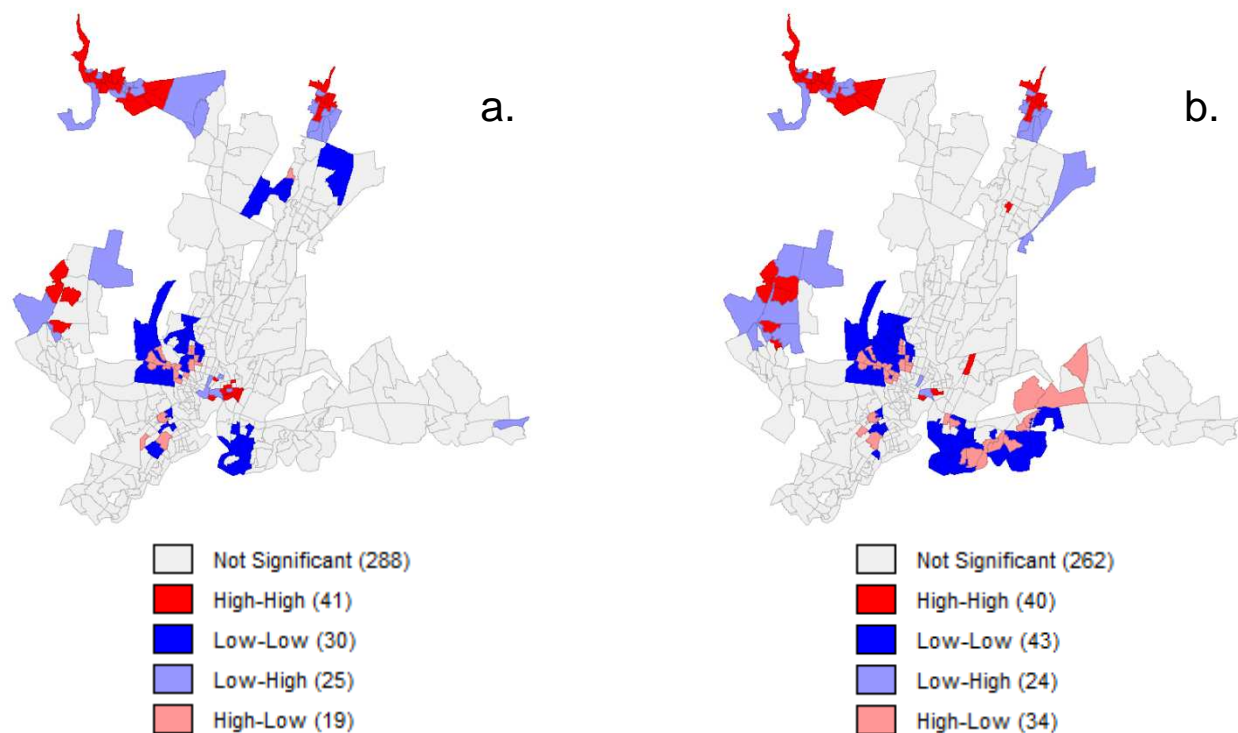 a.
b.
Not Significant (288)
High-High (41)
Low-Low (30)
Low-High (25)
High-Low (19)
Not Significant (262)
High-High (40)
Low-Low (43)
Low-High (24)
High-Low (34)